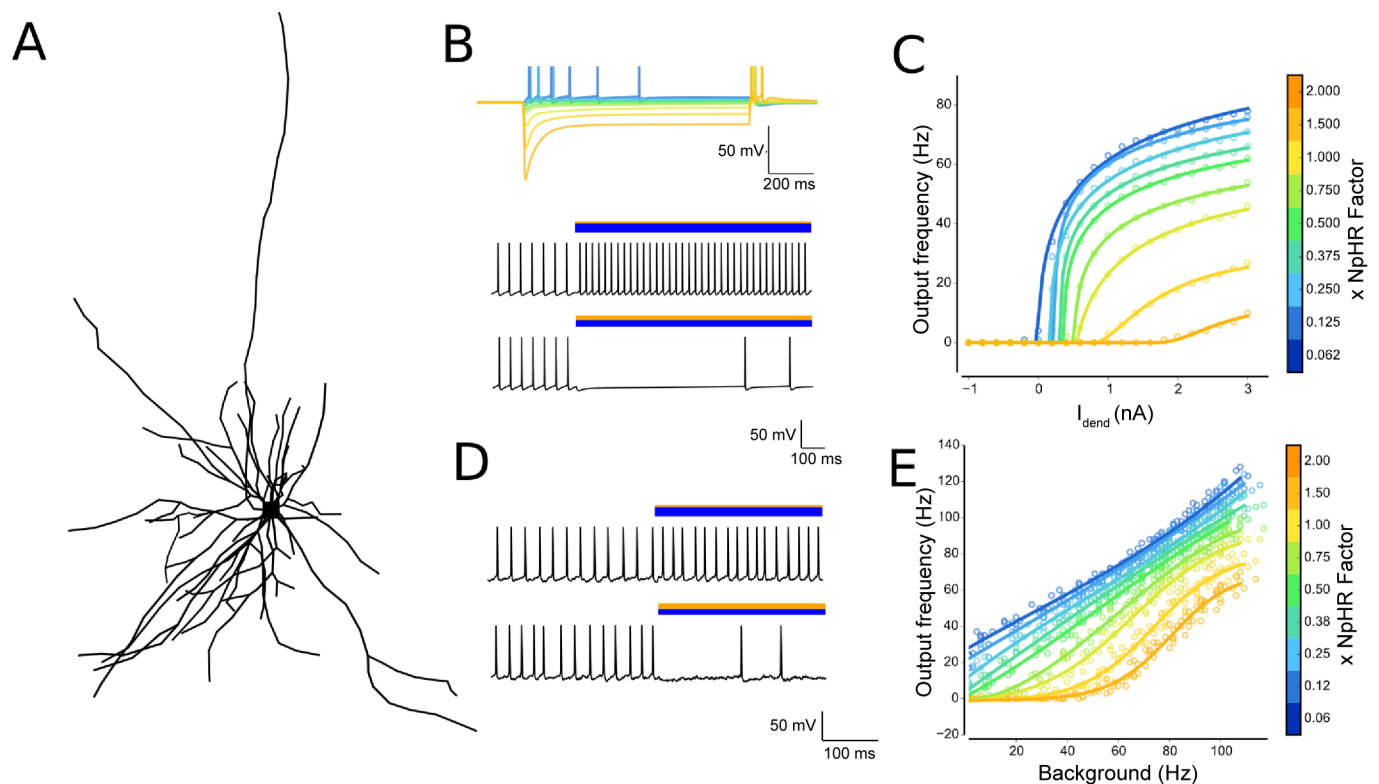 A
B
50 mV
200 ms
50 mV
100 ms
C
Output frequency (Hz)
80
60
40
20
0
−1
0
1
2
3
I_dend (nA)
2.000
1.500
1.000
0.750
0.500
0.375
0.250
0.125
0.062
x NpHR Factor
D
50 mV
100 ms
E
Output frequency (Hz)
140
120
100
80
60
40
20
0
−20
20
40
60
80
100
Background (Hz)
2.00
1.50
1.00
0.75
0.50
0.38
0.25
0.12
0.06
x NpHR Factor